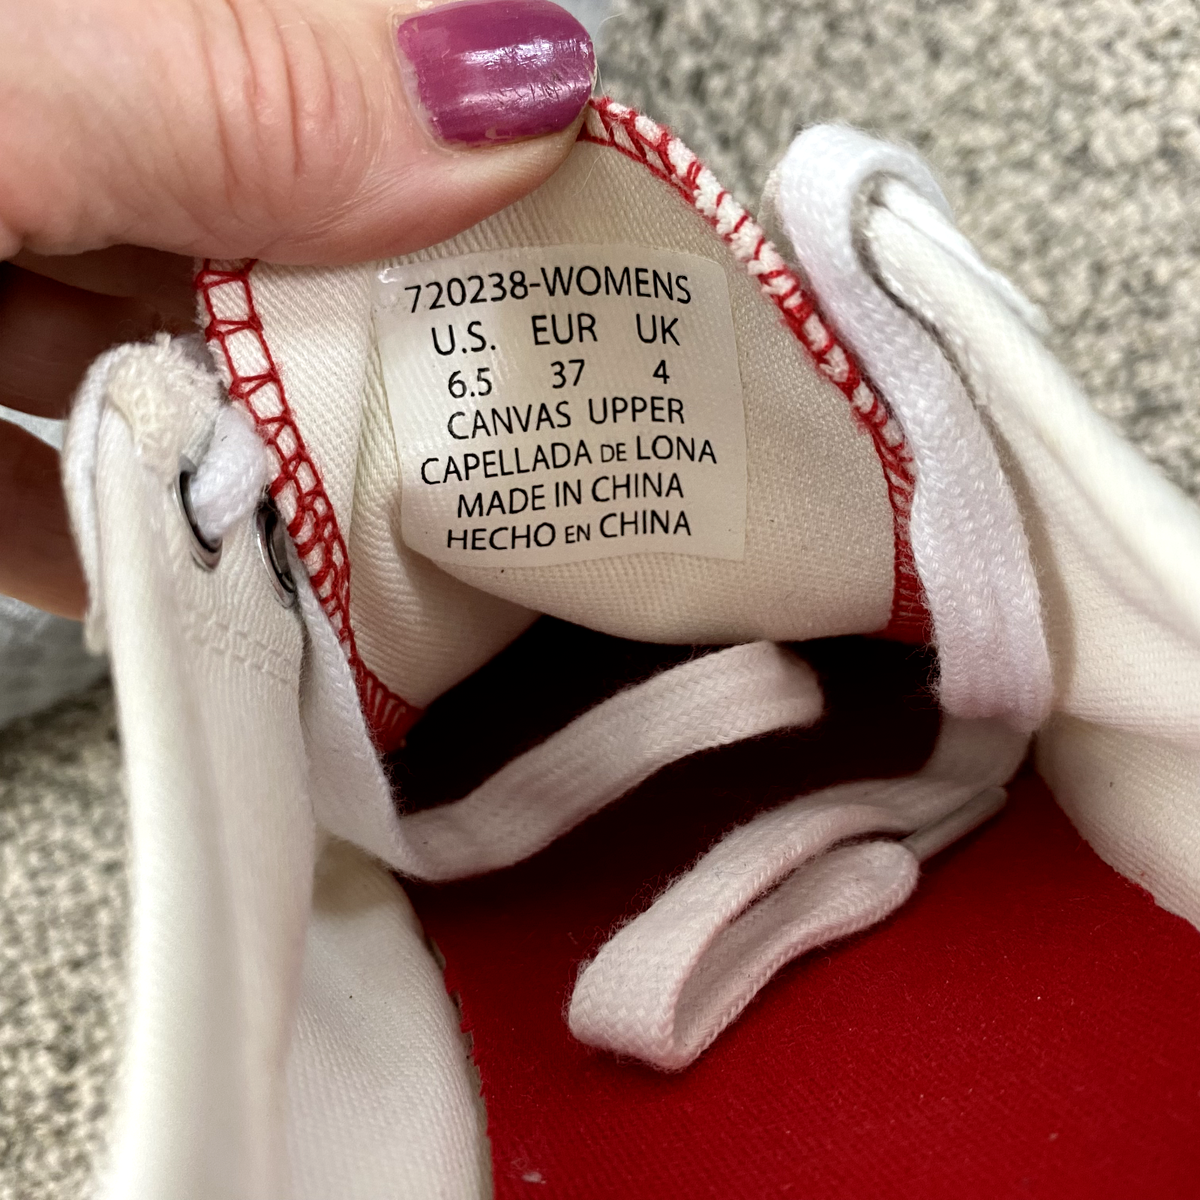 720238-WOMENS
U.S. EUR UK
6.5 37 4
CANVAS UPPER
CAPELLADA DE LONA
MADE IN CHINA
HECHO EN CHINA